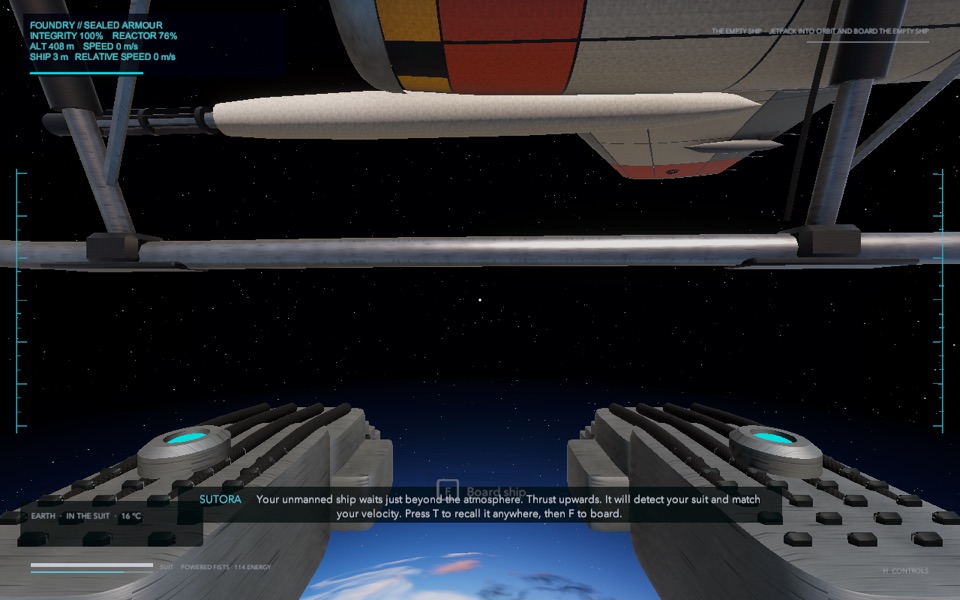 FOUNDRY // SEALED ARMOUR
INTEGRITY 100% REACTOR 76%
ALT 408 m SPEED 0 m/s
SHIP 3 m RELATIVE SPEED 0 m/s
THE EMPTY SHIP · JETPACK INTO ORBIT AND BOARD THE EMPTY SHIP
F Board ship
SUTORA Your unmanned ship waits just beyond the atmosphere. Thrust upwards. It will detect your suit and match
your velocity. Press T to recall it anywhere, then F to board.
EARTH · IN THE SUIT · 16 °C
SUIT POWERED FISTS · 114 ENERGY
H CONTROLS